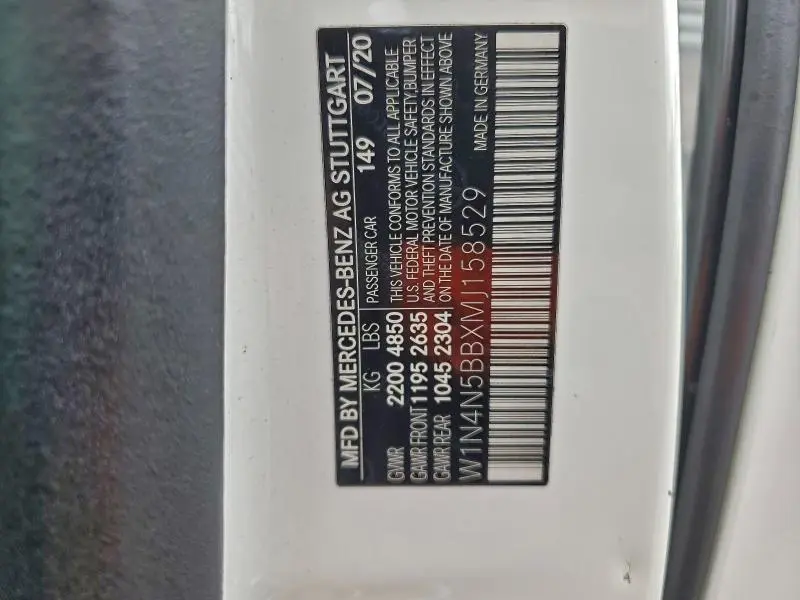 MFD BY MERCEDES-BENZ AG STUTTGART
KG LBS PASSENGER CAR 149 07/20
GVWR 2200 4850 THIS VEHICLE CONFORMS TO ALL APPLICABLE
GAWR FRONT 1195 2635 U.S. FEDERAL MOTOR VEHICLE SAFETY, BUMPER
GAWR REAR 1045 2304 AND THEFT PREVENTION STANDARDS IN EFFECT
ON THE DATE OF MANUFACTURE SHOWN ABOVE
W1N4N5BBXMJ158529 MADE IN GERMANY